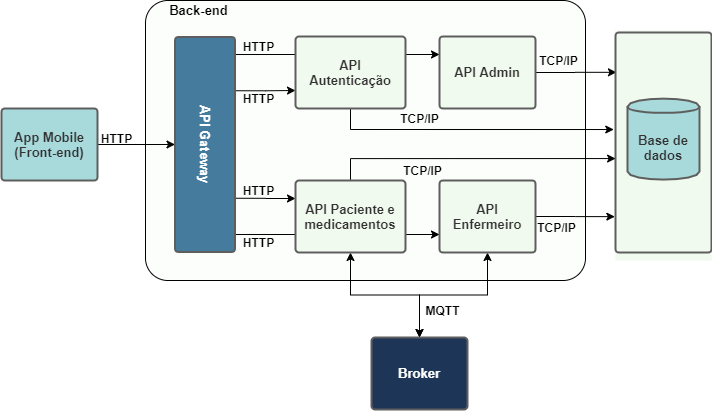 Back-end
HTTP
API
Autenticação
API Admin
TCP/IP
HTTP
TCP/IP
App Mobile
(Front-end)
HTTP
API Gateway
Base de
dados
TCP/IP
HTTP
API Paciente e
medicamentos
API
Enfermeiro
TCP/IP
HTTP
MQTT
Broker